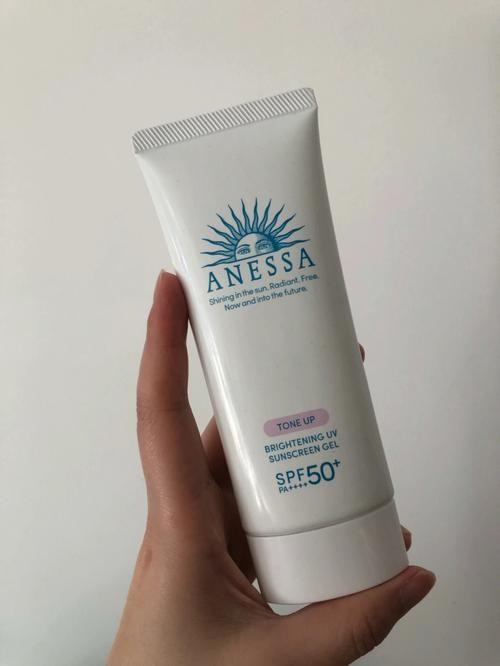 ANESSA
Shining in the sun. Radiant. Free.
Now and into the future.
TONE UP
BRIGHTENING UV
SUNSCREEN GEL
SPF50+
PA++++